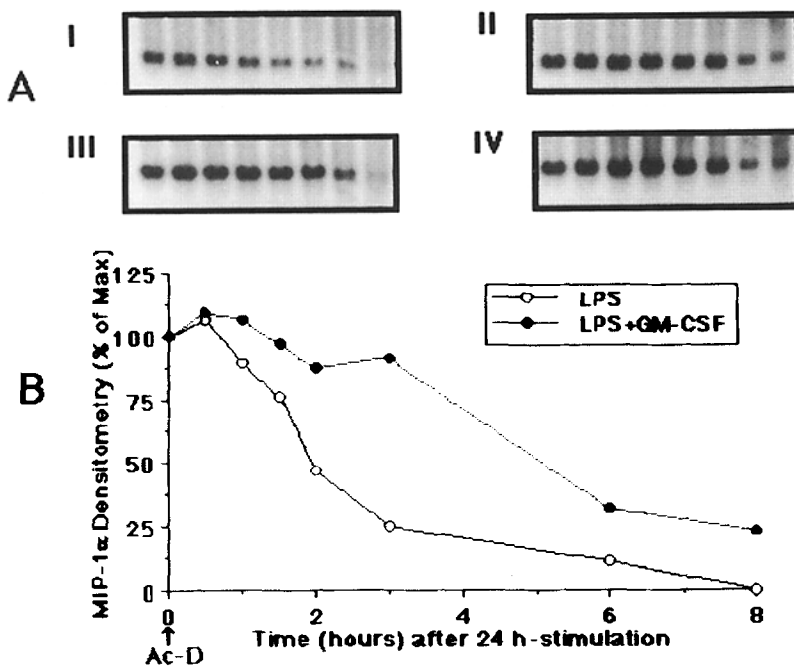 I
II
A
III
IV
B
MIP-1α Densitometry (% of Max)
125
100
75
50
25
0
LPS
LPS+GM-CSF
0 2 4 6 8
↑
Ac-D
Time (hours) after 24 h-stimulation